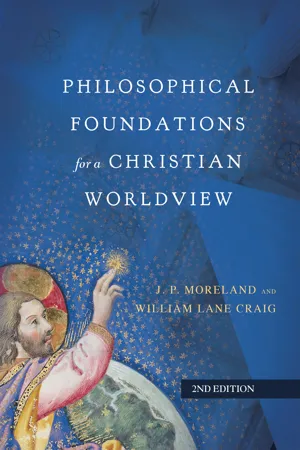 PHILOSOPHICAL
FOUNDATIONS
for a CHRISTIAN
WORLDVIEW
J. P. MORELAND AND
WILLIAM LANE CRAIG
2ND EDITION